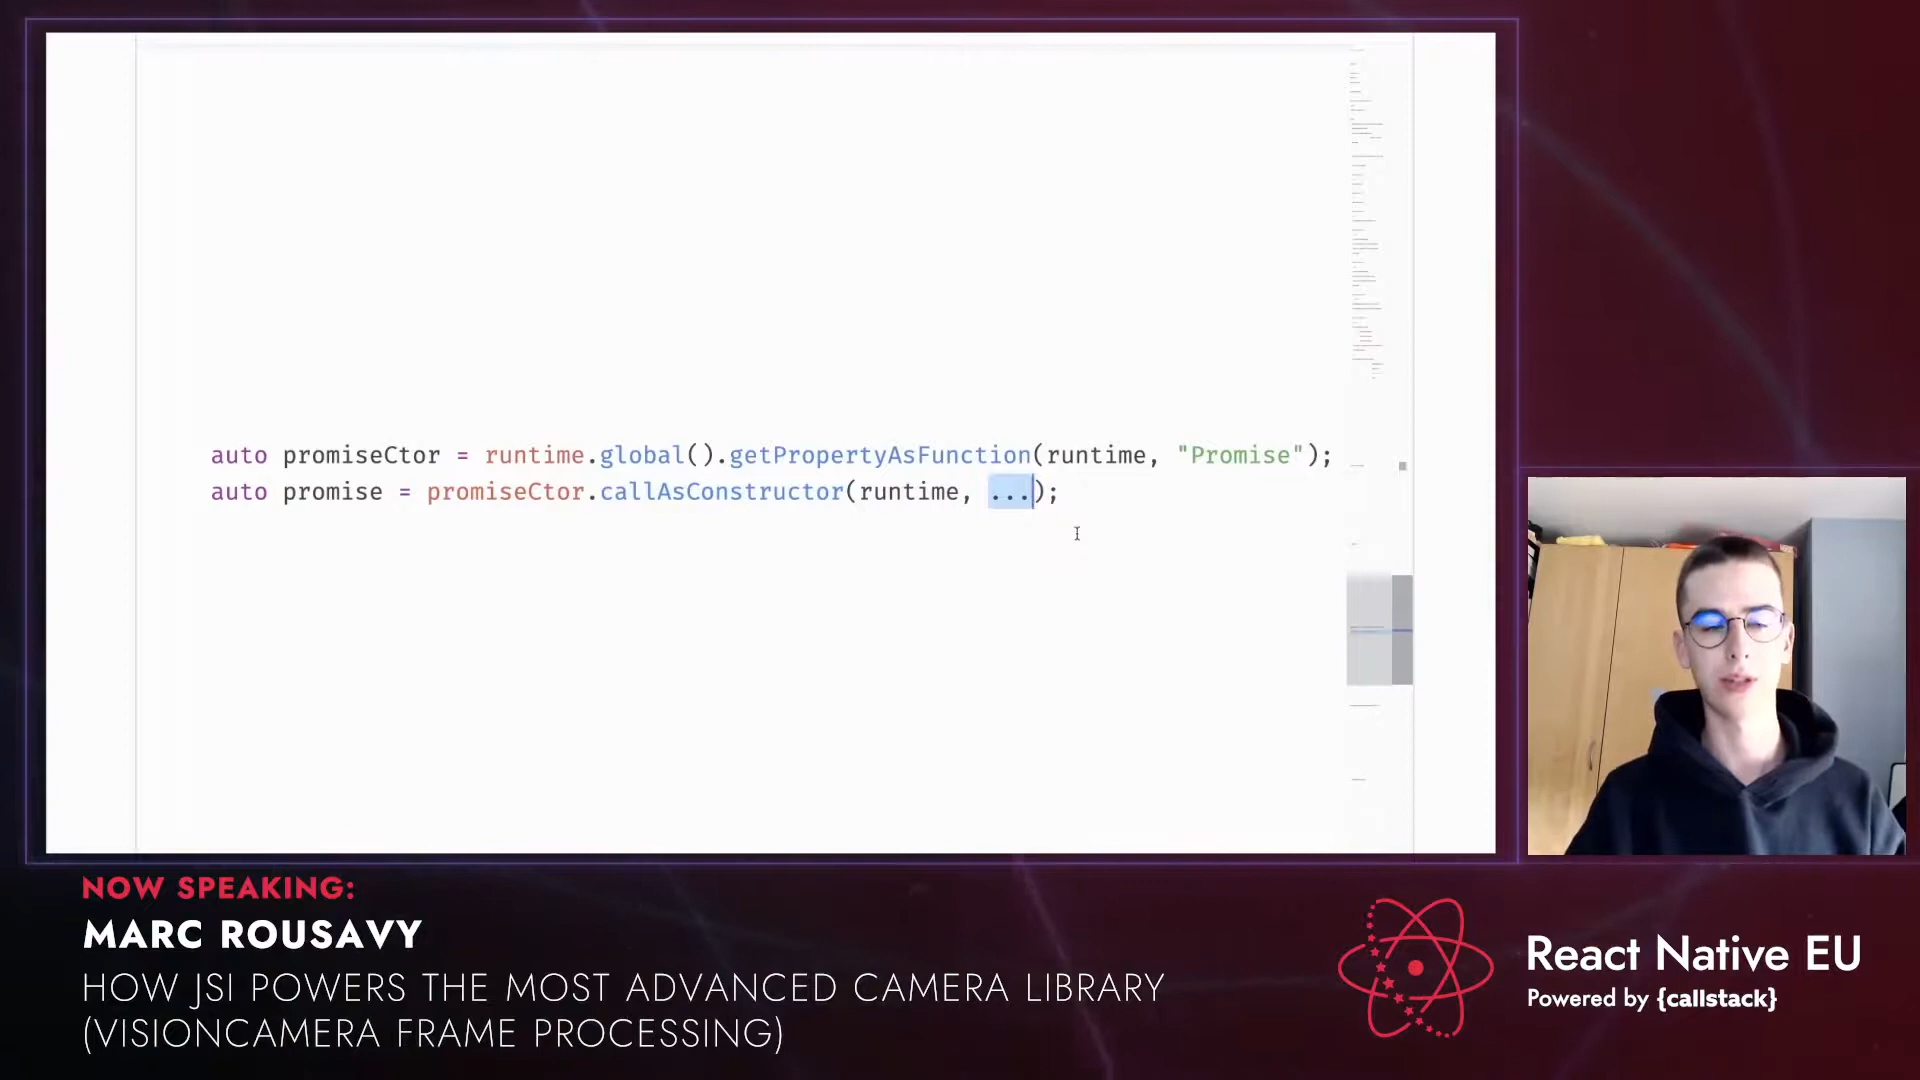 auto promiseCtor = runtime.global().getPropertyAsFunction(runtime, "Promise");
auto promise = promiseCtor.callAsConstructor(runtime, ...);
NOW SPEAKING:
MARC ROUSAVY
HOW JSI POWERS THE MOST ADVANCED CAMERA LIBRARY
(VISIONCAMERA FRAME PROCESSING)
React Native EU
Powered by {callstack}